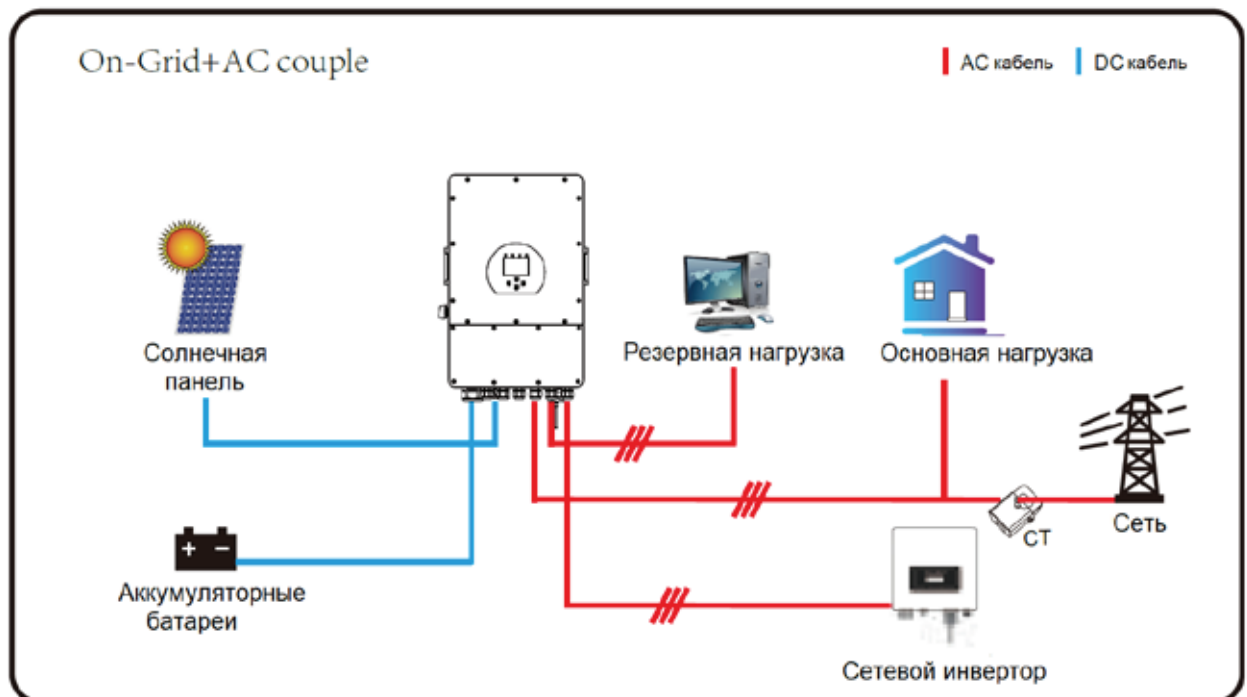 On-Grid+AC couple
AC кабель DC кабель
Солнечная
панель
Резервная нагрузка
Основная нагрузка
CT
Сеть
Аккумуляторные
батареи
Сетевой инвертор